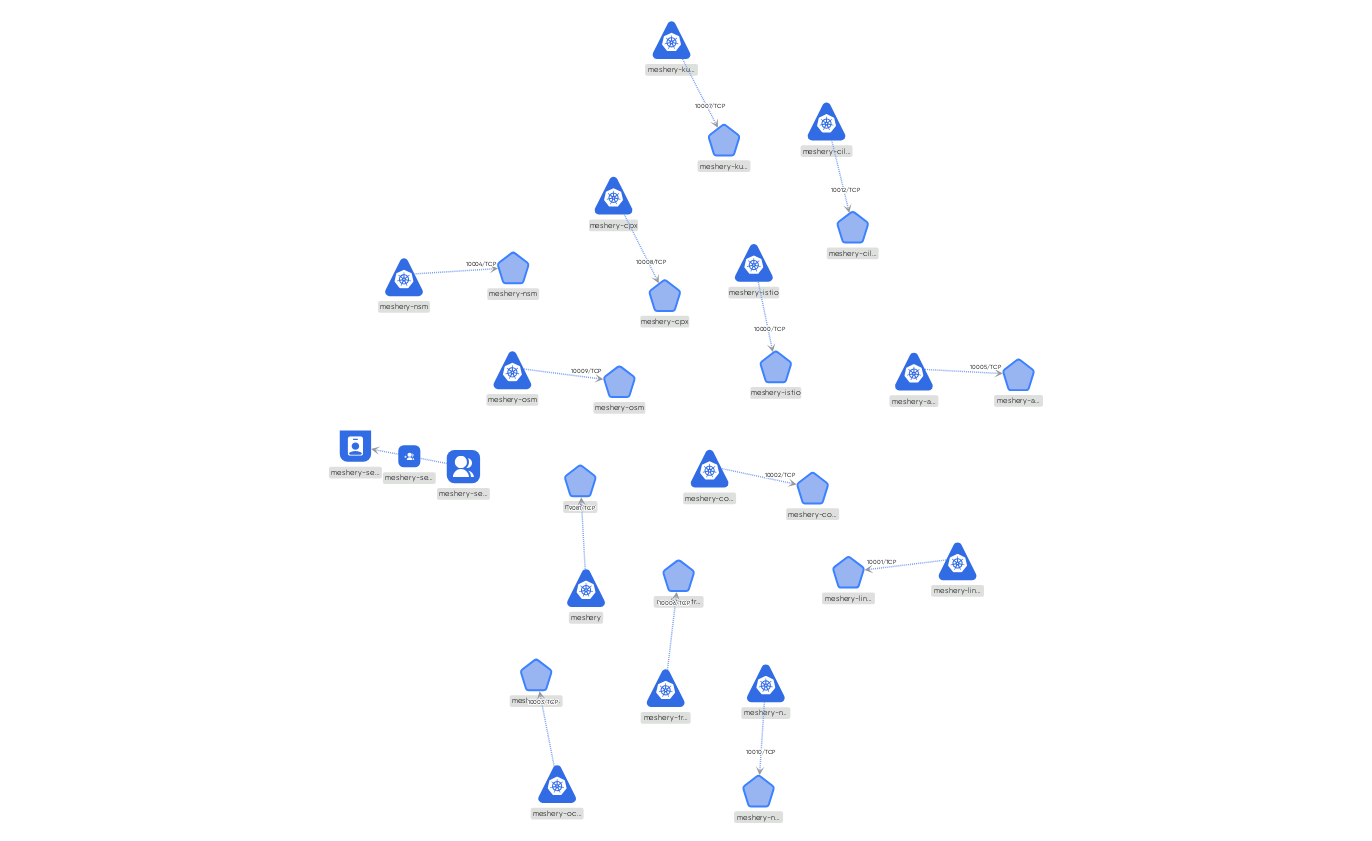 meshery-ku...
10007/TCP
meshery-ku...
meshery-cil...
10012/TCP
meshery-cil...
meshery-cpx
10008/TCP
meshery-cpx
meshery-nsm
10004/TCP
meshery-nsm
meshery-istio
10000/TCP
meshery-istio
meshery-osm
10009/TCP
meshery-osm
meshery-a...
10005/TCP
meshery-a...
meshery-se...
meshery-se...
meshery-se...
meshery-co...
10002/TCP
meshery-co...
9081/TCP
meshery
10001/TCP
meshery-lin...
meshery-lin...
10006/TCP
meshery-tr...
10003/TCP
meshery-oc...
meshery-n...
10010/TCP
meshery-n...